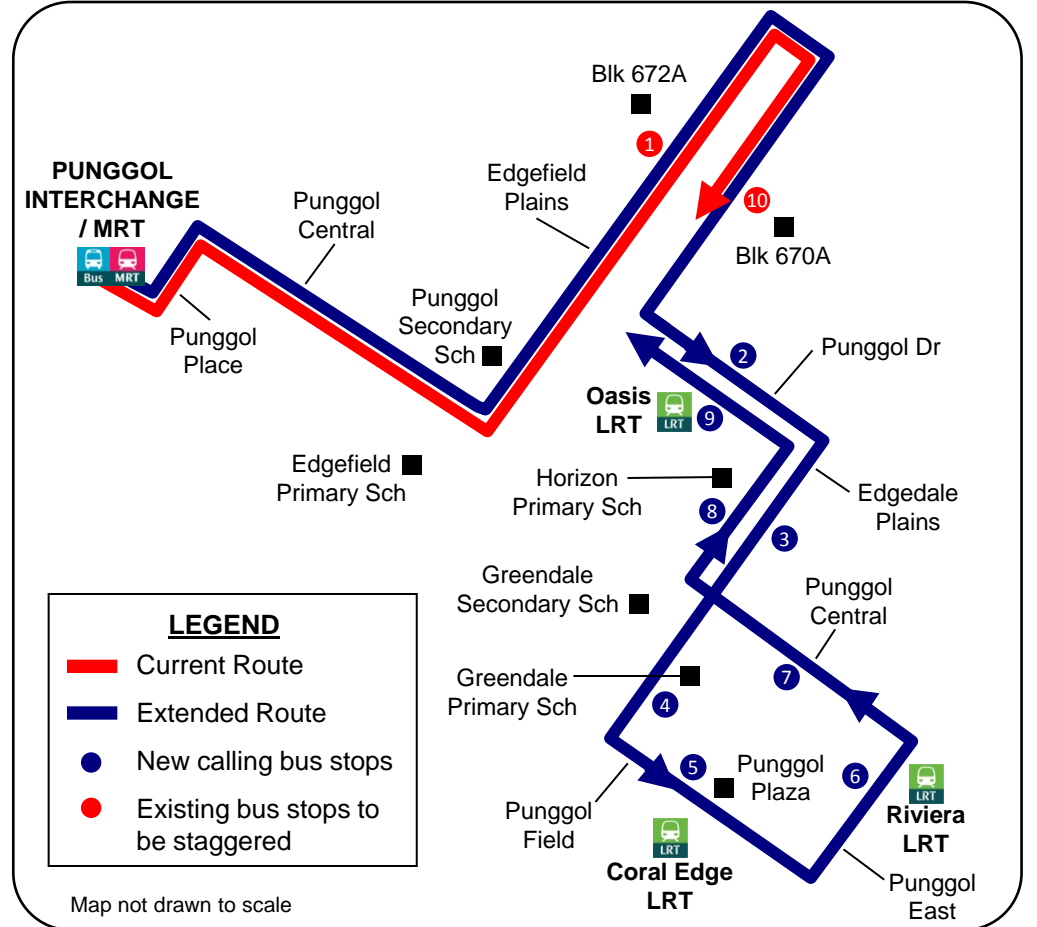 Blk 672A
1
PUNGGOL
INTERCHANGE
/ MRT
Bus MRT
Punggol
Central
Edgefield
Plains
10
Blk 670A
Punggol
Place
Punggol
Secondary
Sch
2
Punggol Dr
Oasis
LRT
LRT
9
Edgefield
Primary Sch
Horizon
Primary Sch
8
Edgedale
Plains
3
Greendale
Secondary Sch
Punggol
Central
Greendale
Primary Sch
7
4
5
Punggol
Plaza
6
LRT
Riviera
LRT
Punggol
Field
LRT
Coral Edge
LRT
Punggol
East
LEGEND
Current Route
Extended Route
New calling bus stops
Existing bus stops to
be staggered
Map not drawn to scale